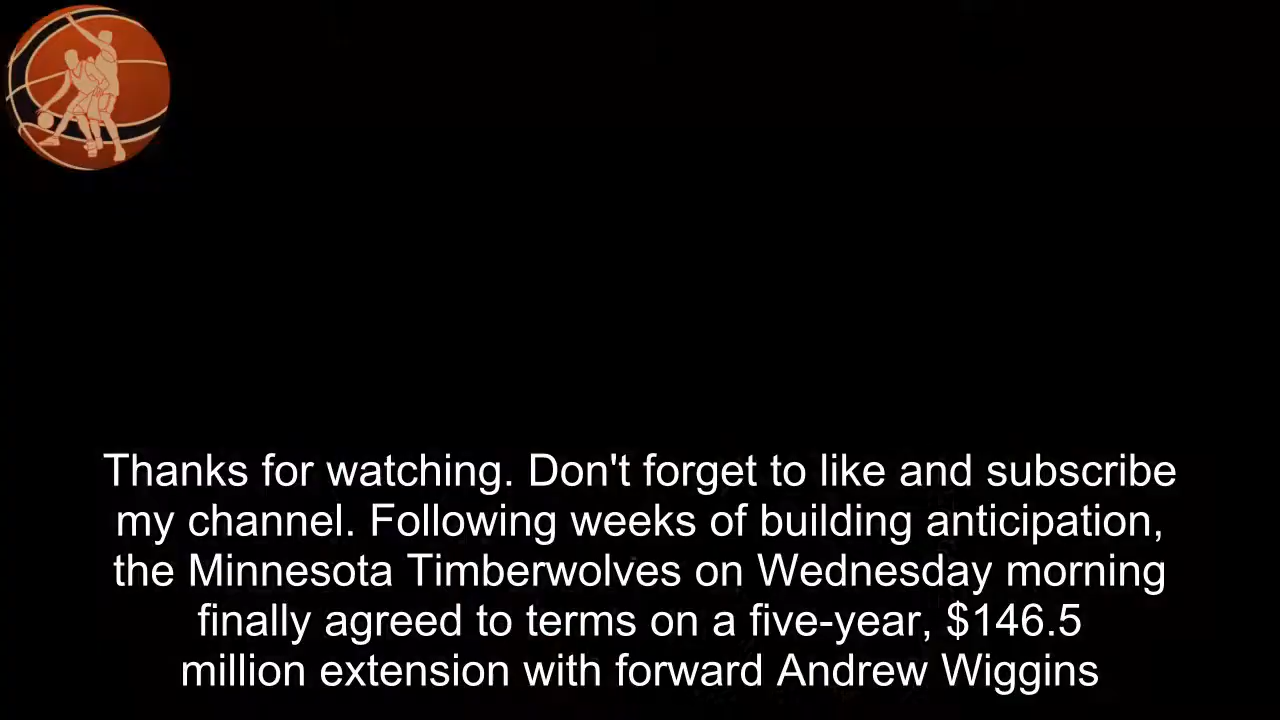 Thanks for watching. Don't forget to like and subscribe
my channel. Following weeks of building anticipation,
the Minnesota Timberwolves on Wednesday morning
finally agreed to terms on a five-year, $146.5
million extension with forward Andrew Wiggins